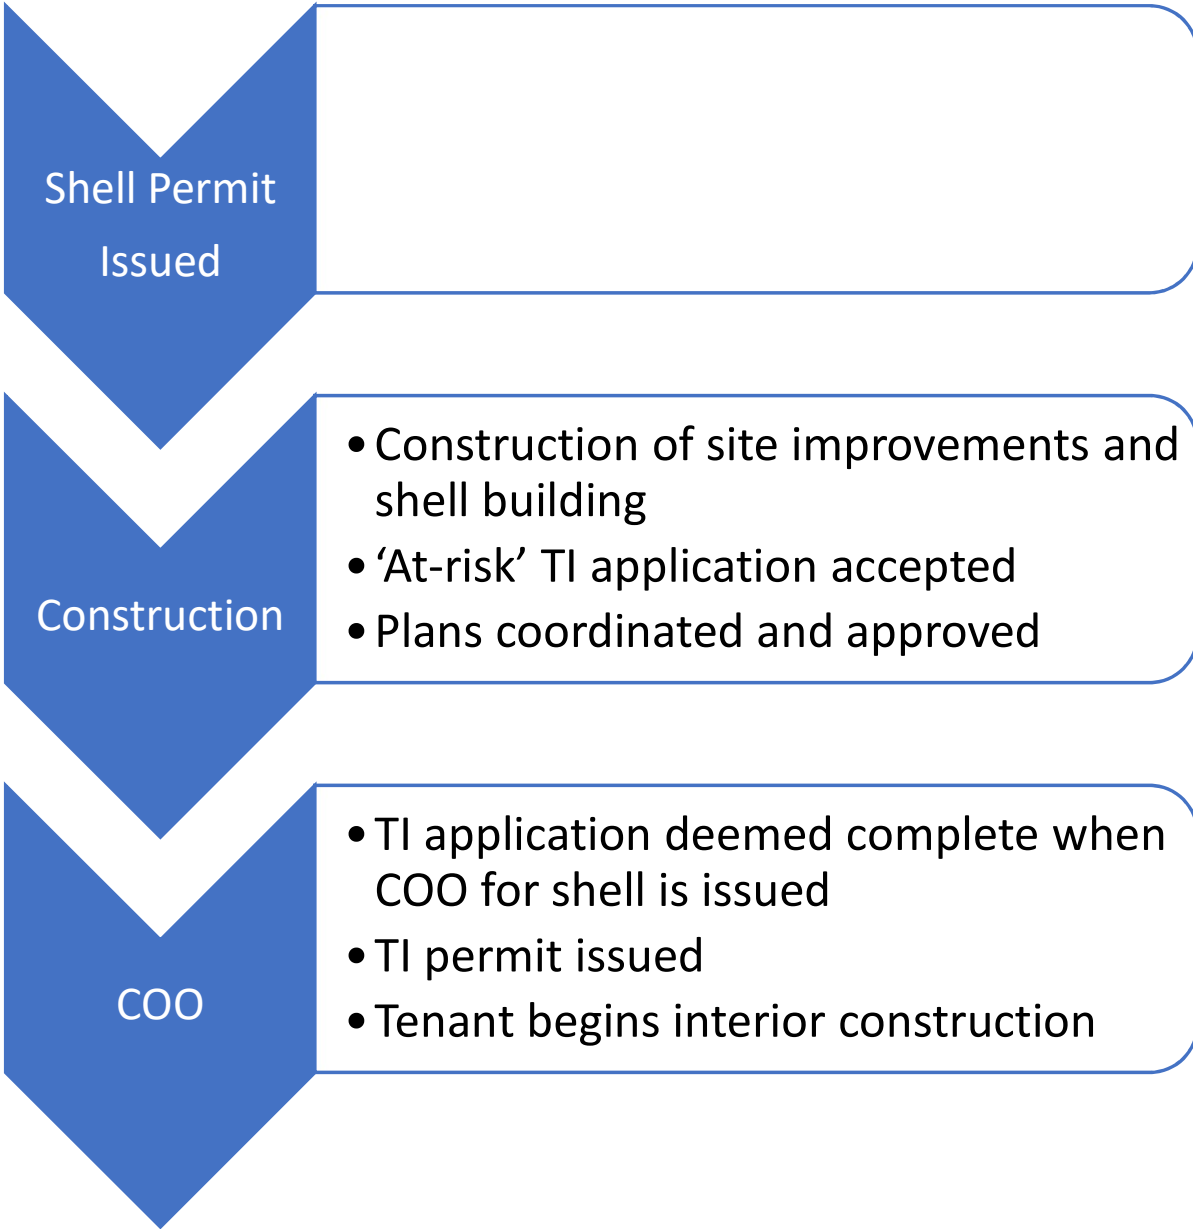 Shell Permit
Issued
Construction
• Construction of site improvements and
shell building
• ‘At-risk’ TI application accepted
• Plans coordinated and approved
COO
• TI application deemed complete when
COO for shell is issued
• TI permit issued
• Tenant begins interior construction